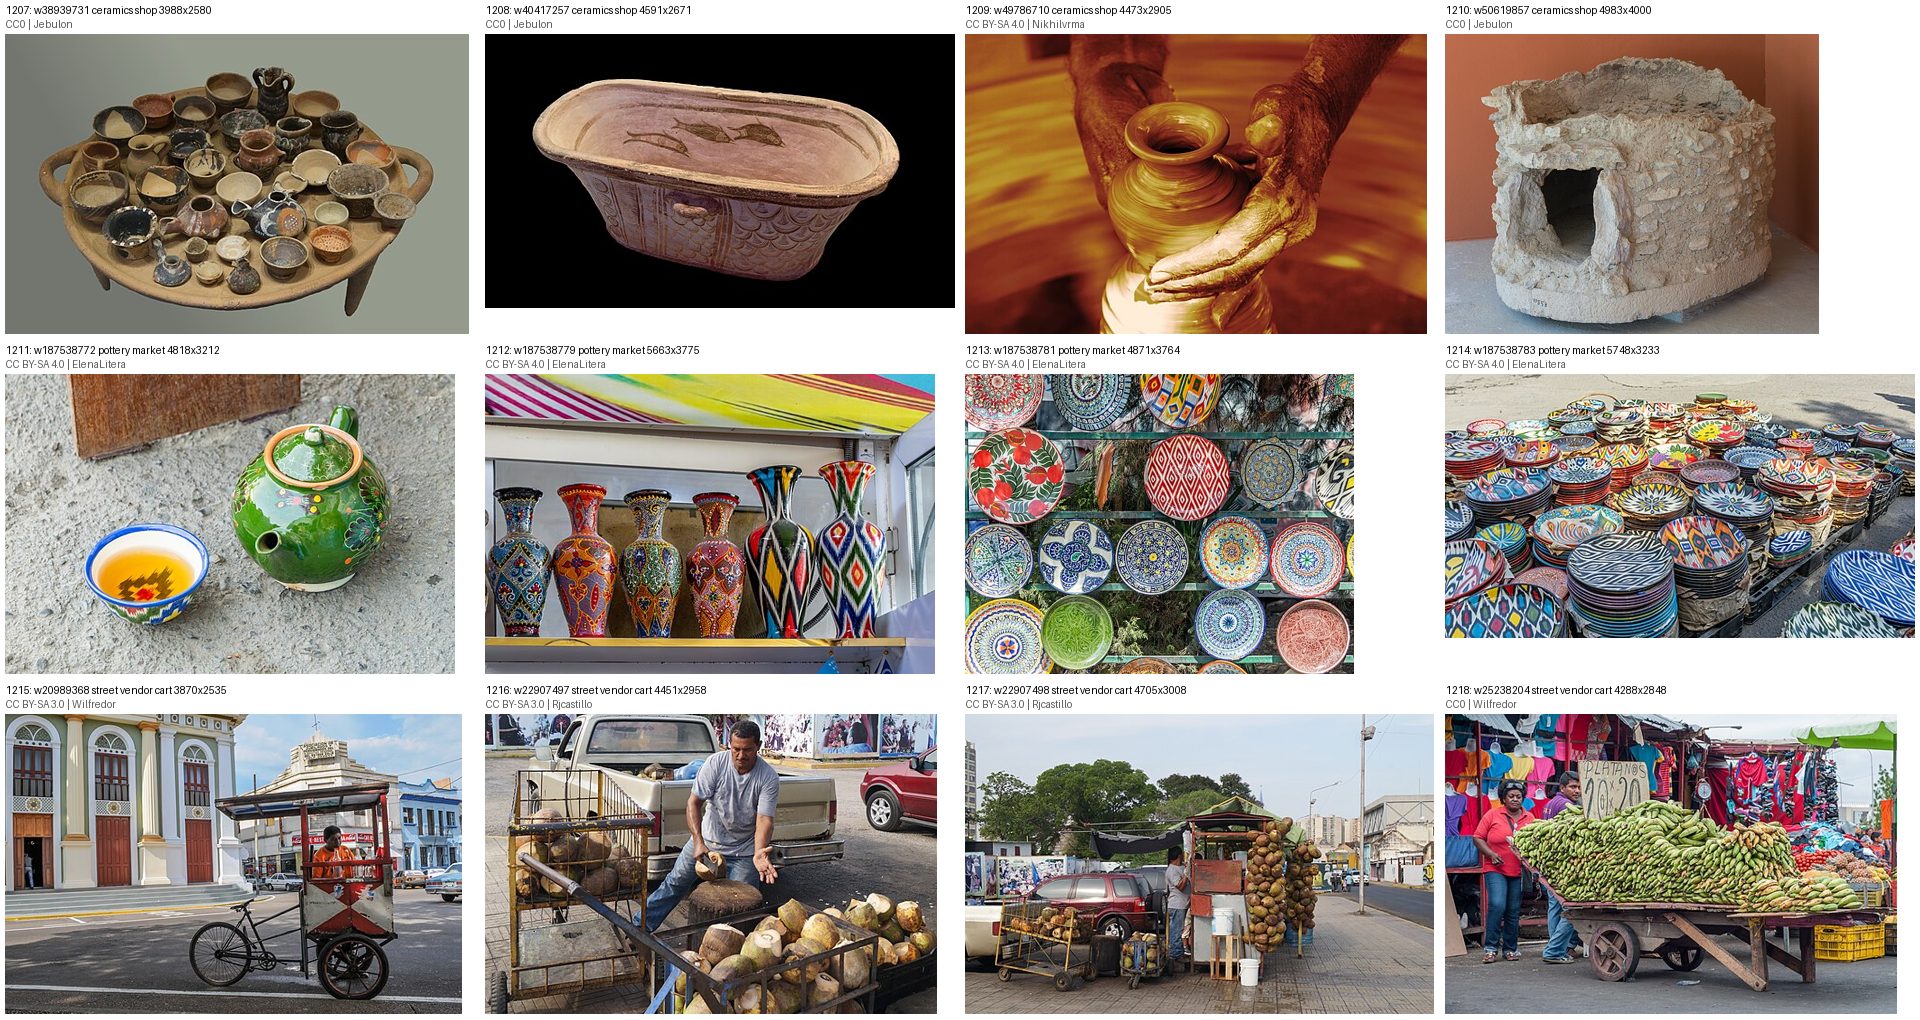 1207: w38939731 ceramics shop 3988x2580
CC0 | Jebulon
1208: w40417257 ceramics shop 4591x2671
CC0 | Jebulon
1209: w49786710 ceramics shop 4473x2905
CC BY-SA 4.0 | Nikhilvrma
1210: w50619857 ceramics shop 4983x4000
CC0 | Jebulon
1211: w187538772 pottery market 4818x3212
CC BY-SA 4.0 | ElenaLitera
1212: w187538779 pottery market 5663x3775
CC BY-SA 4.0 | ElenaLitera
1213: w187538781 pottery market 4871x3764
CC BY-SA 4.0 | ElenaLitera
1214: w187538783 pottery market 5748x3233
CC BY-SA 4.0 | ElenaLitera
1215: w20989368 street vendor cart 3870x2535
CC BY-SA 3.0 | Wilfredor
1216: w22907497 street vendor cart 4451x2958
CC BY-SA 3.0 | Rjcastillo
1217: w22907498 street vendor cart 4705x3008
CC BY-SA 3.0 | Rjcastillo
1218: w25238204 street vendor cart 4288x2848
CC0 | Wilfredor
PLATANOS